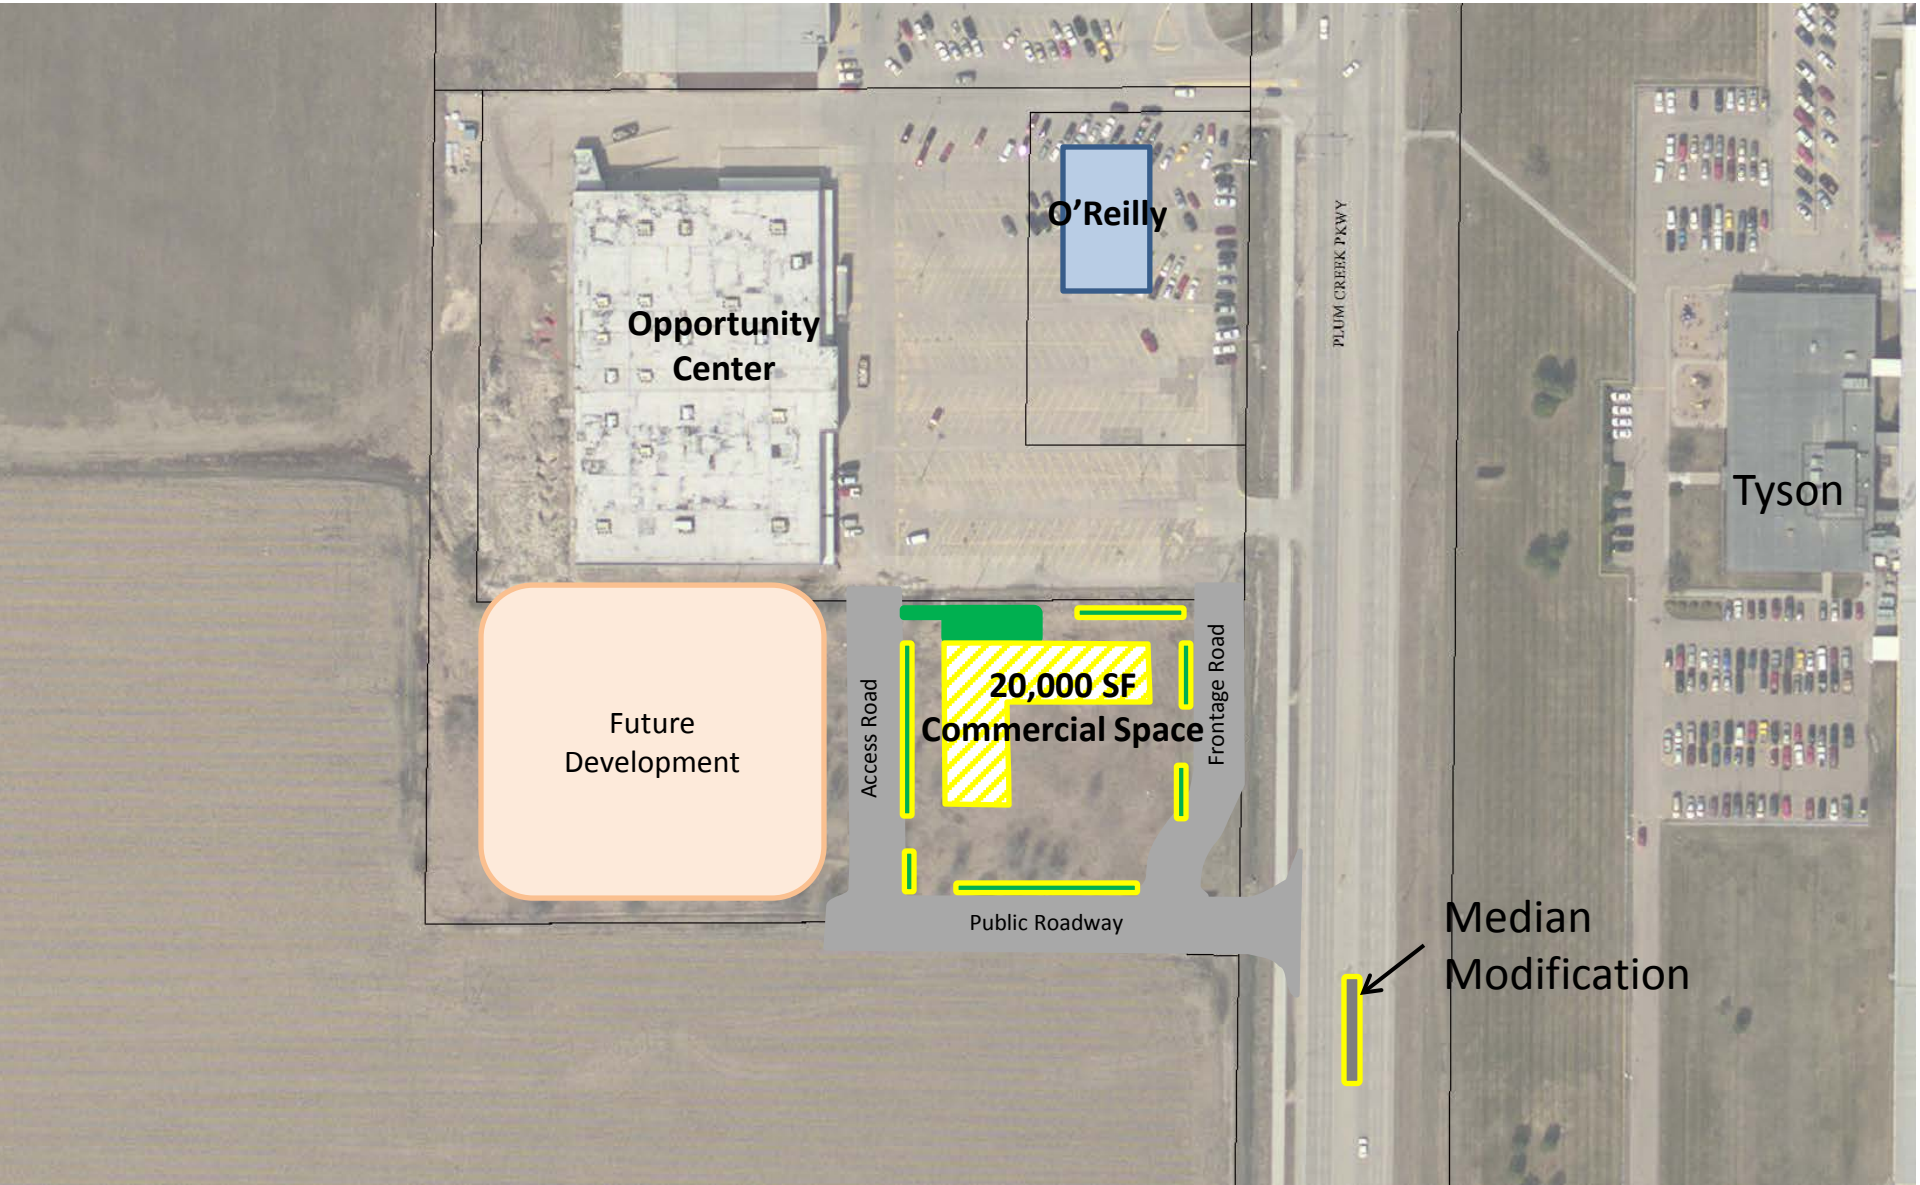 O'Reilly
PLUM CREEK PKWY
Opportunity
Center
Tyson
20,000 SF
Commercial Space
Future
Development
Access Road
Frontage Road
Public Roadway
Median
Modification